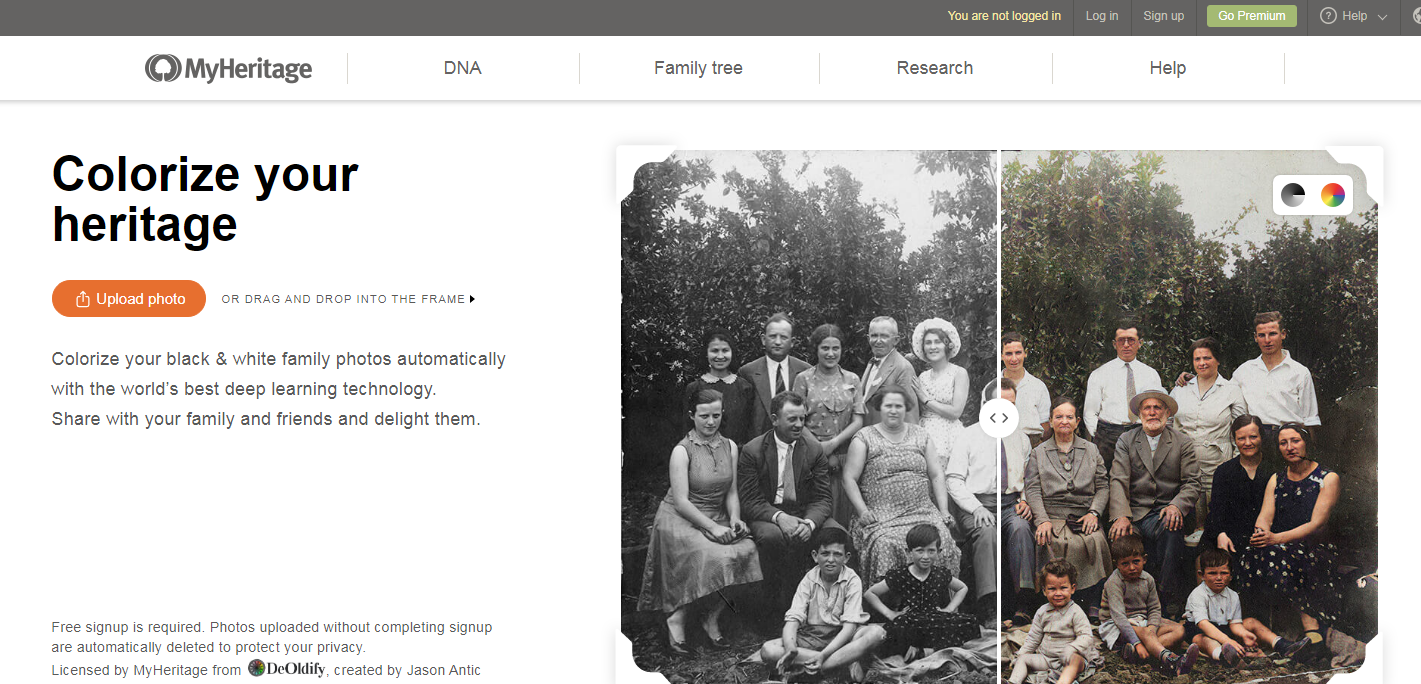 You are not logged in
Log in
Sign up
Go Premium
? Help
MyHeritage
DNA
Family tree
Research
Help
Colorize your
heritage
Upload photo
OR DRAG AND DROP INTO THE FRAME
Colorize your black & white family photos automatically
with the world's best deep learning technology.
Share with your family and friends and delight them.
Free signup is required. Photos uploaded without completing signup
are automatically deleted to protect your privacy.
Licensed by MyHeritage from DeOldify, created by Jason Antic